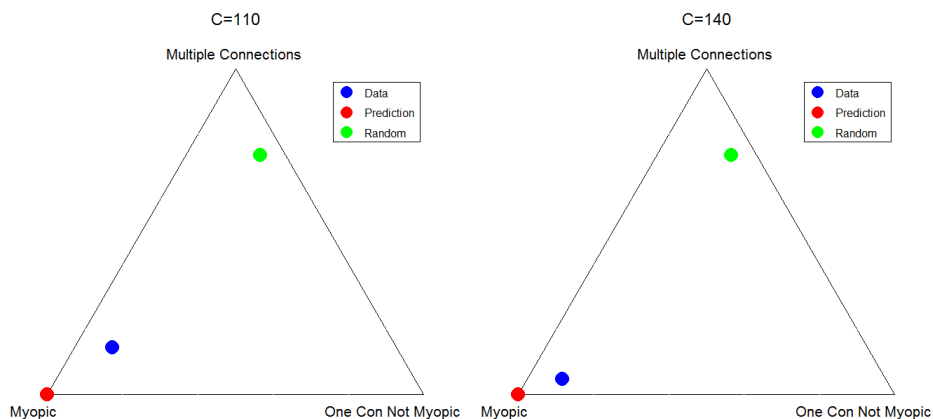 C=110
Multiple Connections
Data
Prediction
Random
Myopic
One Con Not Myopic
C=140
Multiple Connections
Data
Prediction
Random
Myopic
One Con Not Myopic